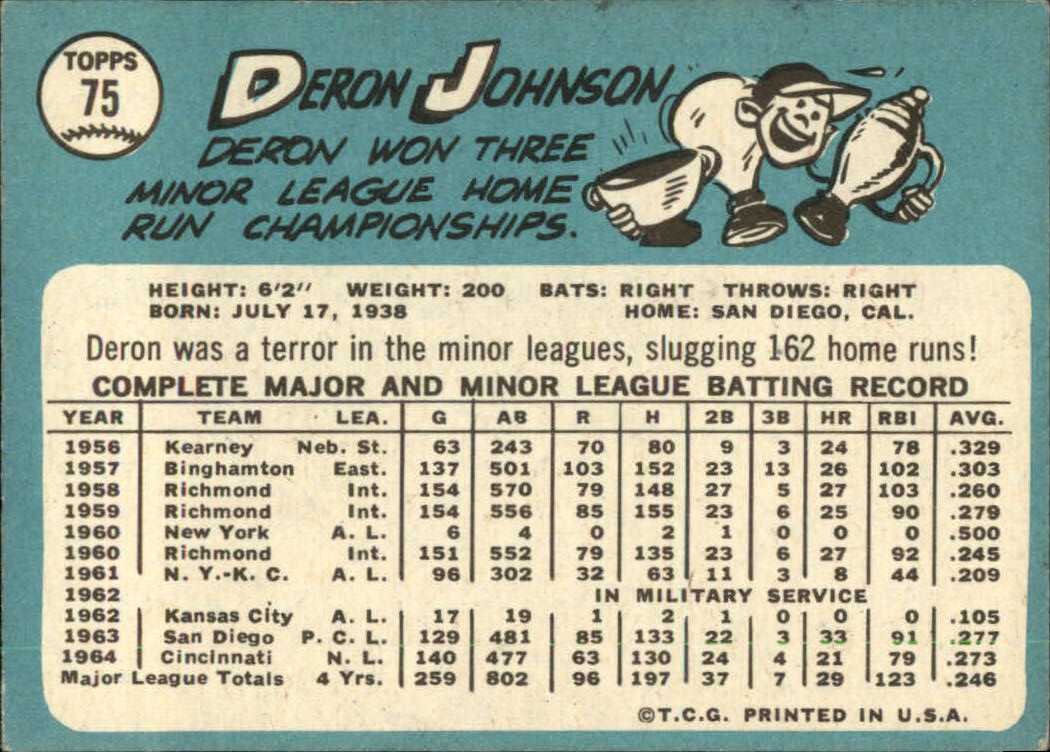 TOPPS
75
DERON JOHNSON
DERON WON THREE
MINOR LEAGUE HOME
RUN CHAMPIONSHIPS.
HEIGHT: 6'2" WEIGHT: 200 BATS: RIGHT THROWS: RIGHT
BORN: JULY 17, 1938 HOME: SAN DIEGO, CAL.
Deron was a terror in the minor leagues, slugging 162 home runs!
COMPLETE MAJOR AND MINOR LEAGUE BATTING RECORD
YEAR TEAM LEA. G AB R H 2B 3B HR RBI AVG.
1956 Kearney Neb. St. 63 243 70 80 9 3 24 78 .329
1957 Binghamton East. 137 501 103 152 23 13 26 102 .303
1958 Richmond Int. 154 570 79 148 27 5 27 103 .260
1959 Richmond Int. 154 556 85 155 23 6 25 90 .279
1960 New York A. L. 6 4 0 2 1 0 0 0 .500
1960 Richmond Int. 151 552 79 135 23 6 27 92 .245
1961 N. Y.-K. C. A. L. 96 302 32 63 11 3 8 44 .209
1962 IN MILITARY SERVICE
1962 Kansas City A. L. 17 19 1 2 1 0 0 0 .105
1963 San Diego P. C. L. 129 481 85 133 22 3 33 91 .277
1964 Cincinnati N. L. 140 477 63 130 24 4 21 79 .273
Major League Totals 4 Yrs. 259 802 96 197 37 7 29 123 .246
©T.C.G. PRINTED IN U.S.A.